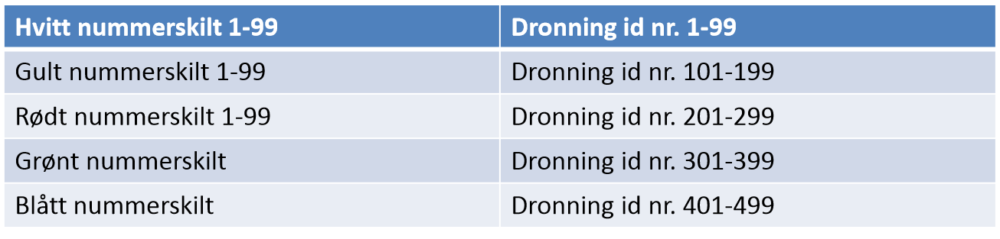 Hvitt nummerskilt 1-99 Dronning id nr. 1-99
Gult nummerskilt 1-99 Dronning id nr. 101-199
Rødt nummerskilt 1-99 Dronning id nr. 201-299
Grønt nummerskilt Dronning id nr. 301-399
Blått nummerskilt Dronning id nr. 401-499